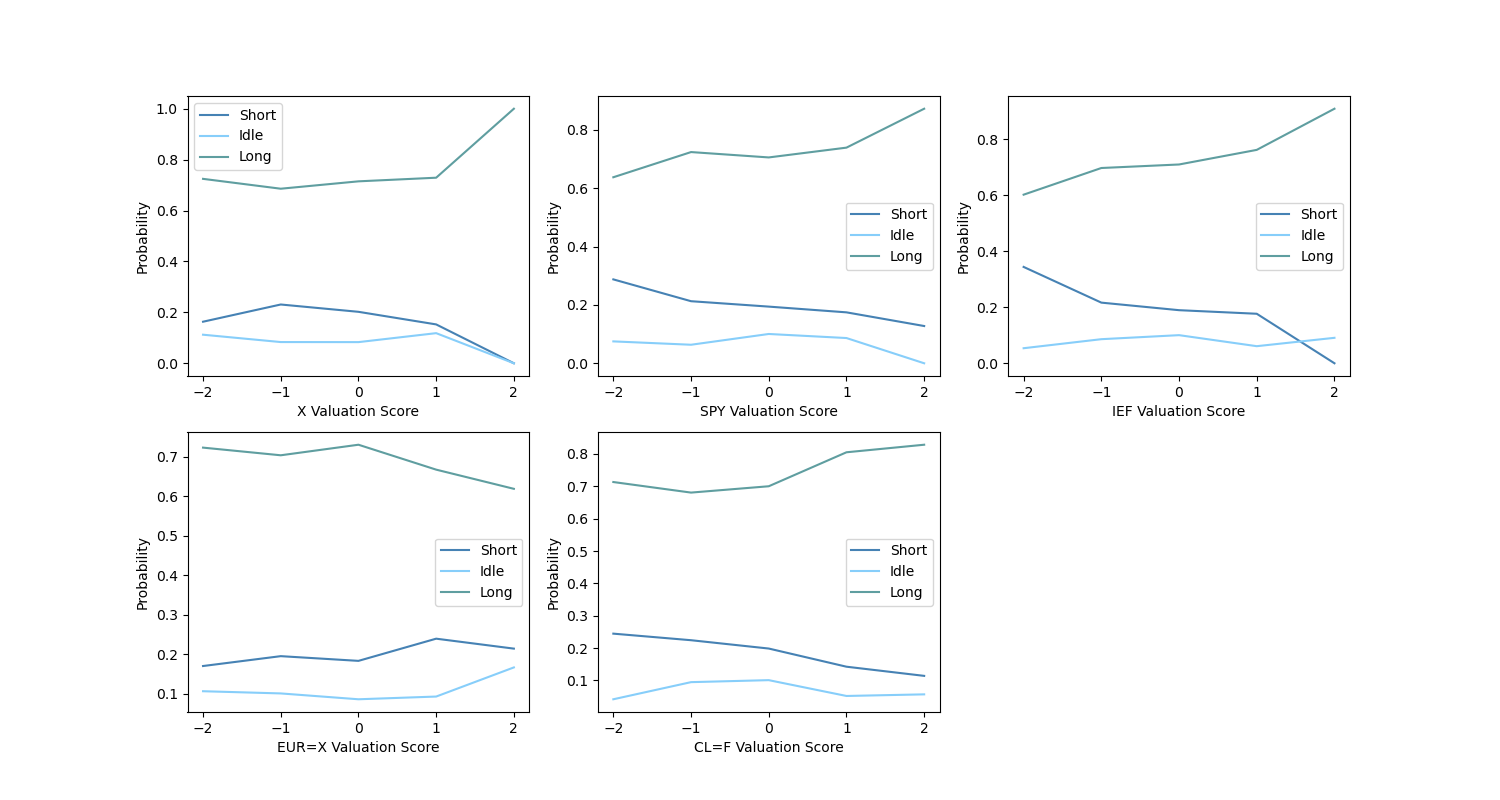 1.0
0.8
0.6
0.4
0.2
0.0
Probability
Short
Idle
Long
−2 −1 0 1 2
X Valuation Score
0.8
0.6
0.4
0.2
0.0
Probability
Short
Idle
Long
−2 −1 0 1 2
SPY Valuation Score
0.8
0.6
0.4
0.2
0.0
Probability
Short
Idle
Long
−2 −1 0 1 2
IEF Valuation Score
0.7
0.6
0.5
0.4
0.3
0.2
0.1
Probability
Short
Idle
Long
−2 −1 0 1 2
EUR=X Valuation Score
0.8
0.7
0.6
0.5
0.4
0.3
0.2
0.1
Probability
Short
Idle
Long
−2 −1 0 1 2
CL=F Valuation Score